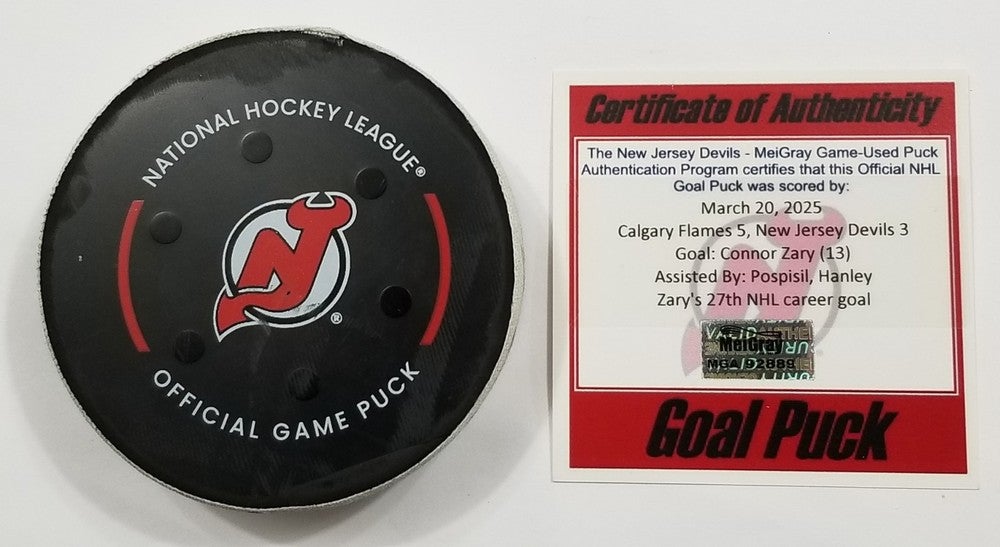 NATIONAL HOCKEY LEAGUE®
®
OFFICIAL GAME PUCK
Certificate of Authenticity
The New Jersey Devils - MeiGray Game-Used Puck
Authentication Program certifies that this Official NHL
Goal Puck was scored by:
March 20, 2025
Calgary Flames 5, New Jersey Devils 3
Goal: Connor Zary (13)
Assisted By: Pospisil, Hanley
Zary's 27th NHL career goal
MeiGray
MGA 92889
Goal Puck